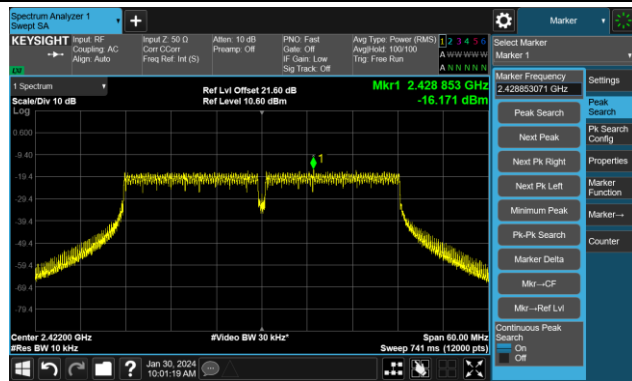 Spectrum Analyzer 1
Swept SA
Marker
KEYSIGHT
Input: RF
Coupling: AC
Align: Auto
Input Z: 50 Ω
Corr CCorr
Freq Ref: Int (S)
Atten: 10 dB
Preamp: Off
PNO: Fast
Gate: Off
IF Gain: Low
Sig Track: Off
Avg Type: Power (RMS)
Avg|Hold: 100/100
Trig: Free Run
1 2 3 4 5 6
A W W W W W
A N N N N N
Select Marker
Marker 1
1 Spectrum
Scale/Div 10 dB
Log
Ref Lvl Offset 21.60 dB
Ref Level 10.60 dBm
Mkr1 2.428 853 GHz
-16.171 dBm
0.600
-9.40
-19.4
-29.4
-39.4
-49.4
-59.4
-69.4
-79.4
1
Center 2.42200 GHz
#Res BW 10 kHz
#Video BW 30 kHz*
Span 60.00 MHz
Sweep 741 ms (12000 pts)
Marker Frequency
2.428853071 GHz
Peak Search
Next Peak
Next Pk Right
Next Pk Left
Minimum Peak
Pk-Pk Search
Marker Delta
Mkr→CF
Mkr→Ref Lvl
Continuous Peak
Search
On
Off
Settings
Peak
Search
Pk Search
Config
Properties
Marker
Function
Marker→
Counter
?
Jan 30, 2024
10:01:19 AM